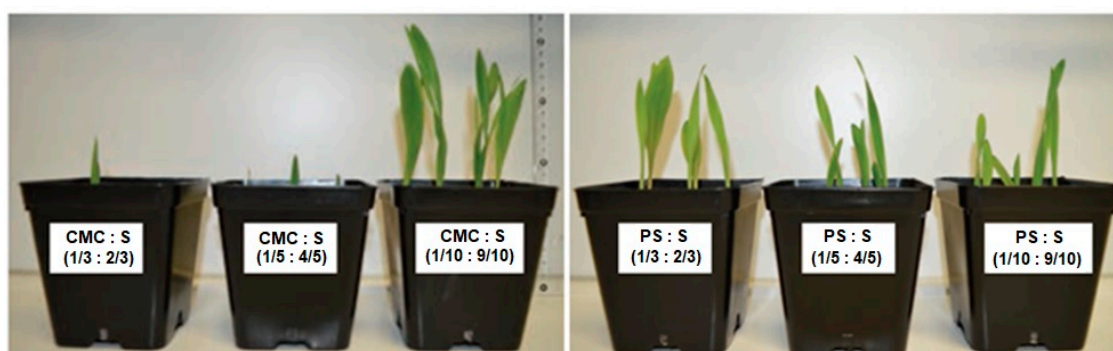 CMC : S
(1/3 : 2/3)
CMC : S
(1/5 : 4/5)
CMC : S
(1/10 : 9/10)
PS : S
(1/3 : 2/3)
PS : S
(1/5 : 4/5)
PS : S
(1/10 : 9/10)